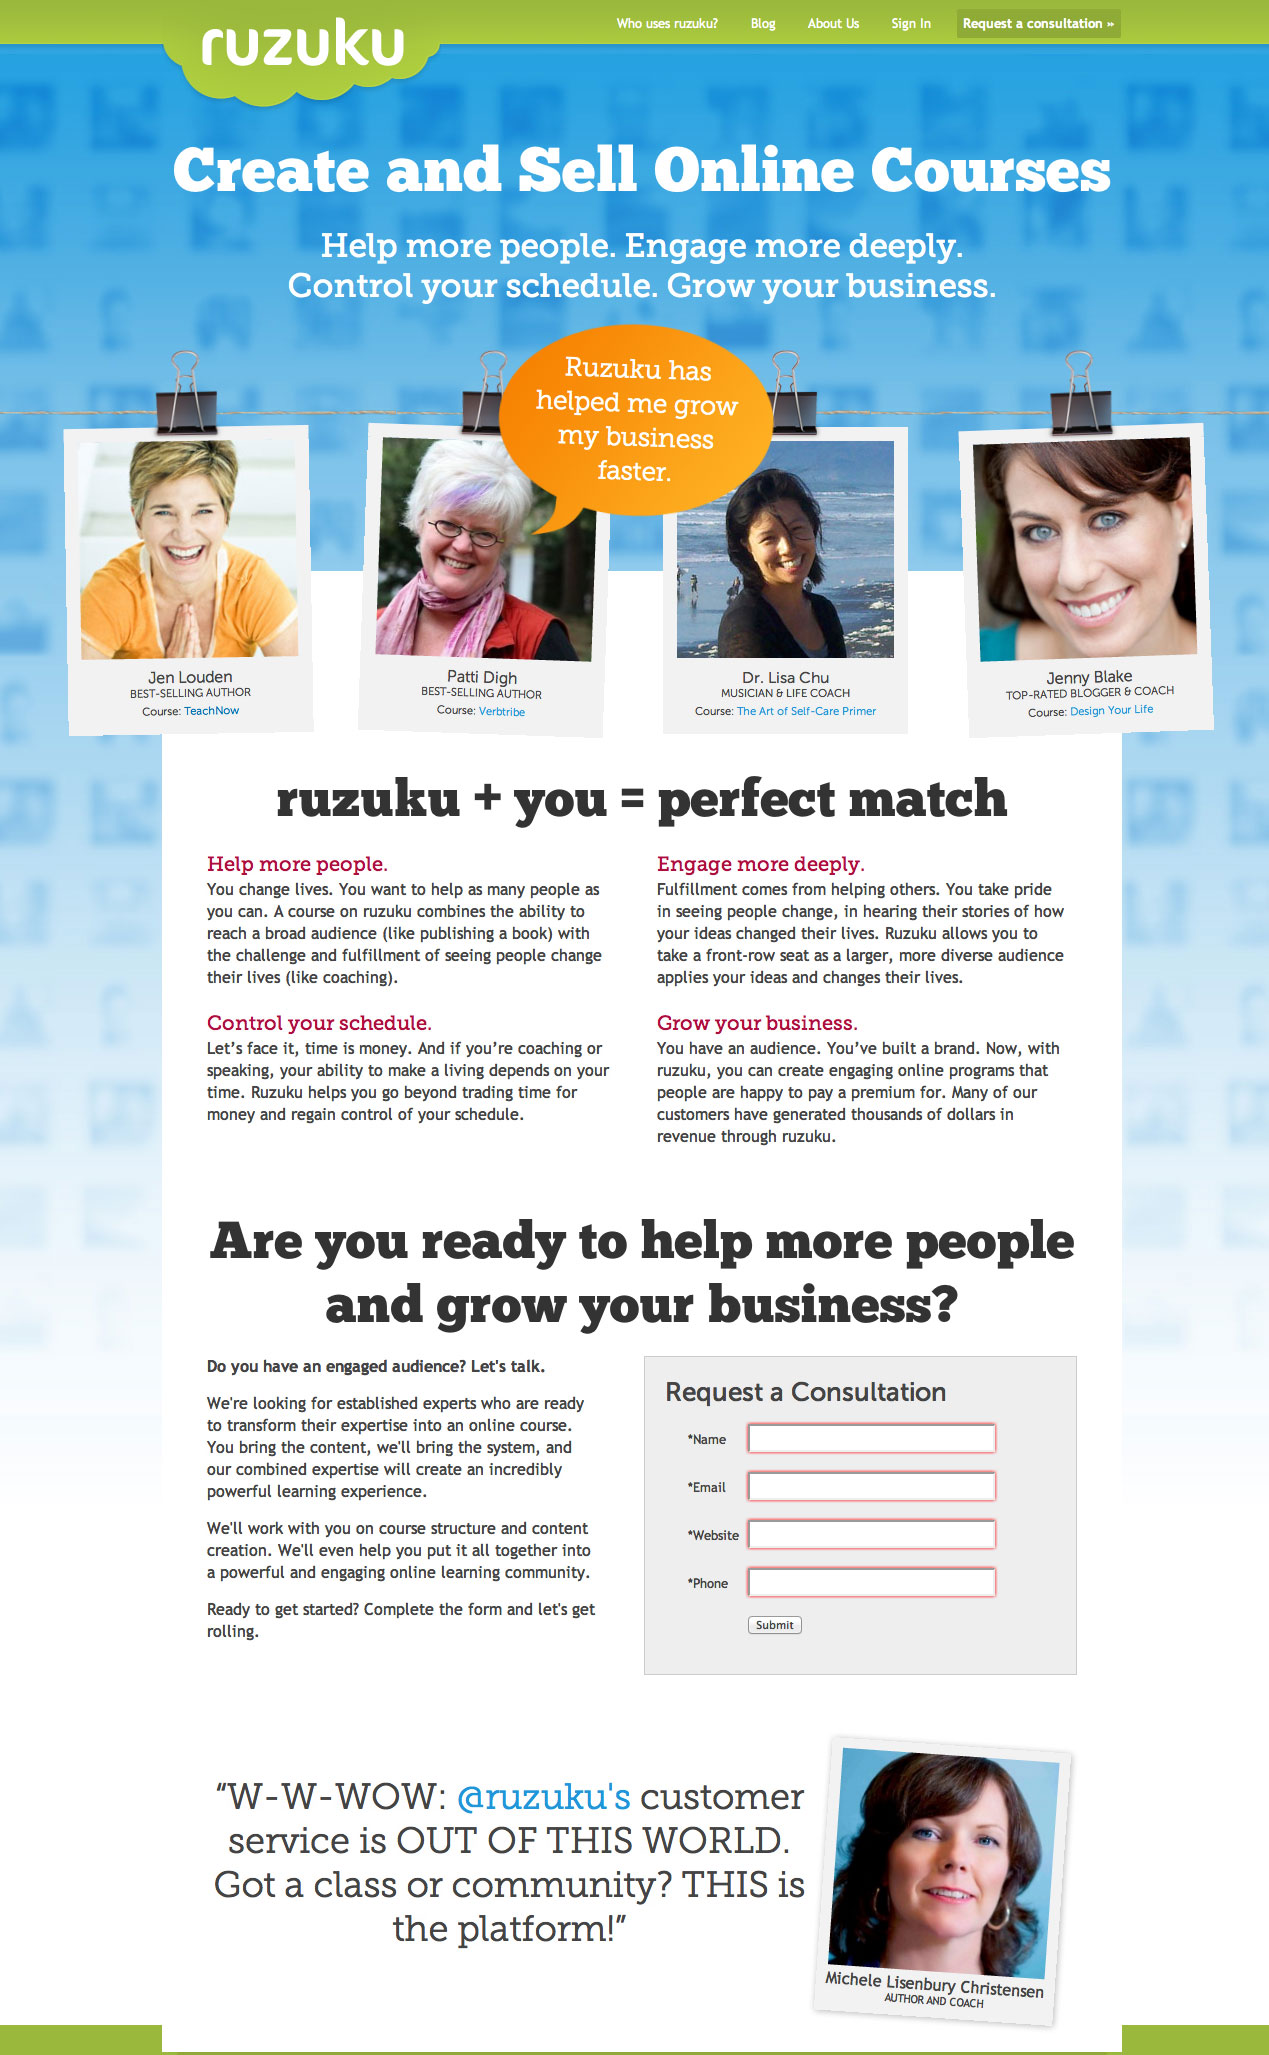 ruzuku
Who uses ruzuku? Blog About Us Sign In Request a consultation »
Create and Sell Online Courses
Help more people. Engage more deeply.
Control your schedule. Grow your business.
Ruzuku has
helped me grow
my business
faster.
Jen Louden
BEST-SELLING AUTHOR
Course: TeachNow
Patti Digh
BEST-SELLING AUTHOR
Course: Verbtribe
Dr. Lisa Chu
MUSICIAN & LIFE COACH
Course: The Art of Self-Care Primer
Jenny Blake
TOP-RATED BLOGGER & COACH
Course: Design Your Life
ruzuku + you = perfect match
Help more people.
You change lives. You want to help as many people as
you can. A course on ruzuku combines the ability to
reach a broad audience (like publishing a book) with
the challenge and fulfillment of seeing people change
their lives (like coaching).
Engage more deeply.
Fulfillment comes from helping others. You take pride
in seeing people change, in hearing their stories of how
your ideas changed their lives. Ruzuku allows you to
take a front-row seat as a larger, more diverse audience
applies your ideas and changes their lives.
Control your schedule.
Let’s face it, time is money. And if you’re coaching or
speaking, your ability to make a living depends on your
time. Ruzuku helps you go beyond trading time for
money and regain control of your schedule.
Grow your business.
You have an audience. You’ve built a brand. Now, with
ruzuku, you can create engaging online programs that
people are happy to pay a premium for. Many of our
customers have generated thousands of dollars in
revenue through ruzuku.
Are you ready to help more people
and grow your business?
Do you have an engaged audience? Let's talk.
We're looking for established experts who are ready
to transform their expertise into an online course.
You bring the content, we'll bring the system, and
our combined expertise will create an incredibly
powerful learning experience.
We'll work with you on course structure and content
creation. We'll even help you put it all together into
a powerful and engaging online learning community.
Ready to get started? Complete the form and let's get
rolling.
Request a Consultation
*Name
*Email
*Website
*Phone
Submit
“W-W-WOW: @ruzuku's customer
service is OUT OF THIS WORLD.
Got a class or community? THIS is
the platform!”
Michele Lisenbury Christensen
AUTHOR AND COACH